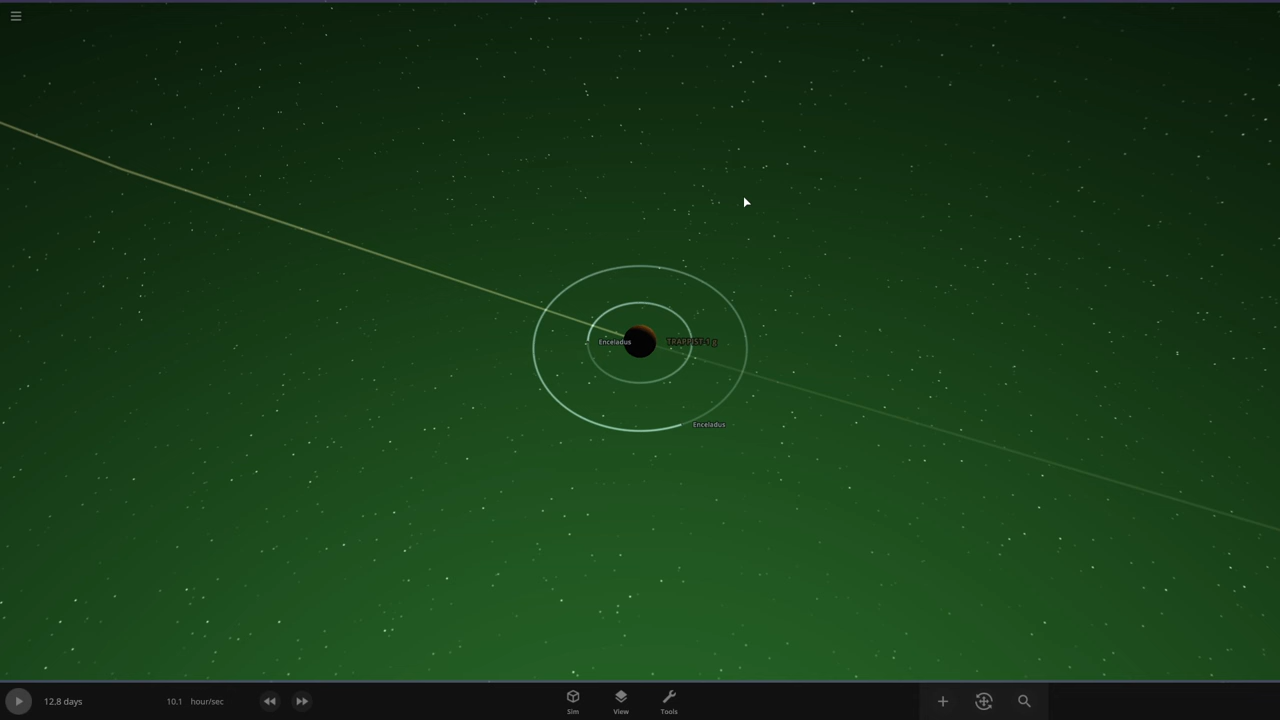 Enceladus
TRAPPIST-1 g
Enceladus
12.8 days
10.1 hour/sec
Sim
View
Tools